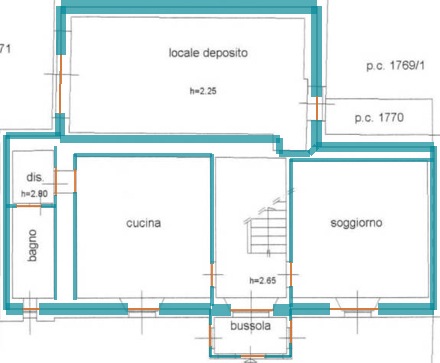 71
locale deposito
p.c. 1769/1
h=2.25
p.c. 1770
dis.
h=2.80
cucina
soggiorno
bagno
h=2.65
bussola